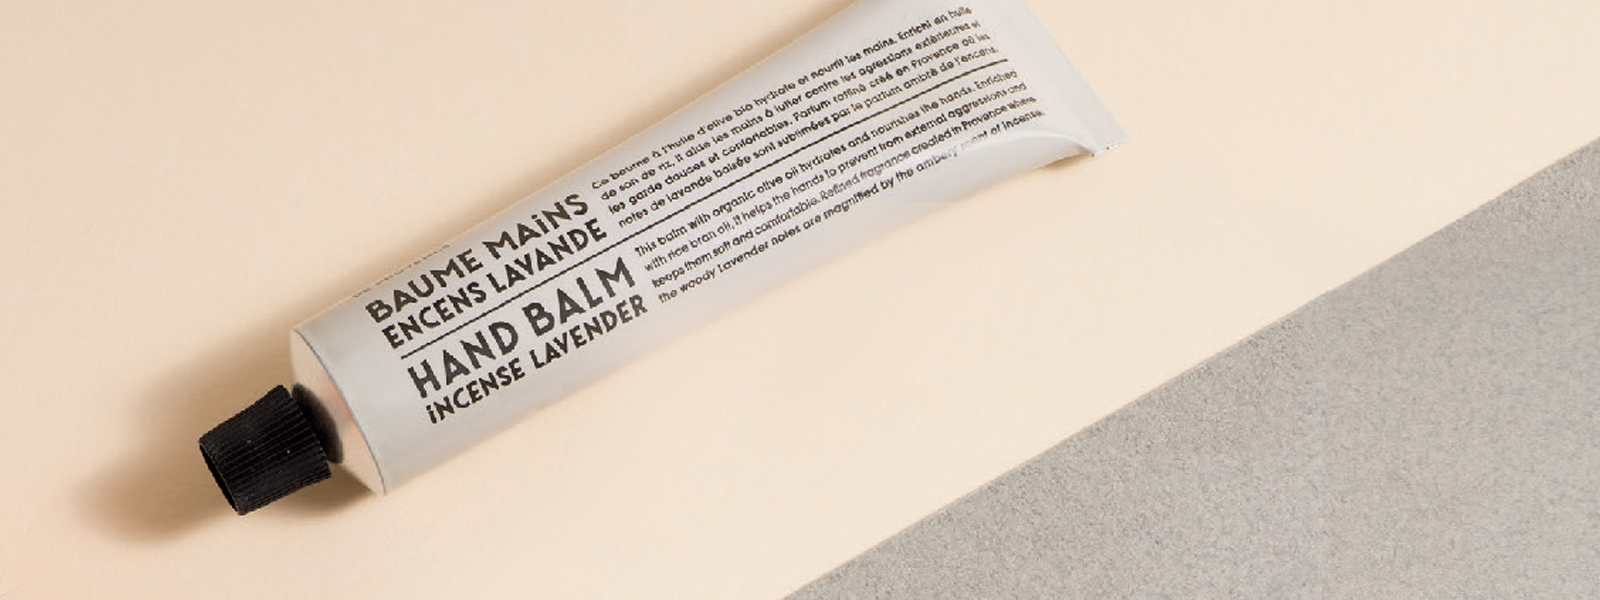 BAUME MAiNS
ENCENS LAVANDE
Ce baume à l'huile d'olive bio hydrate et nourrit les mains. Enrichi en huile
de son de riz, il aide les mains à lutter contre les agressions extérieures et
les garde douces et confortables. Parfum raffiné créé en Provence où les
notes de lavande boisée sont sublimées par le parfum ambré de l'encens.
HAND BALM
iNCENSE LAVENDER
This balm with organic olive oil hydrates and nourishes the hands. Enriched
with rice bran oil, it helps the hands to prevent from external aggressions and
keeps them soft and comfortable. Refined fragrance created in Provence where
the woody Lavender notes are magnified by the ambery scent of incense.